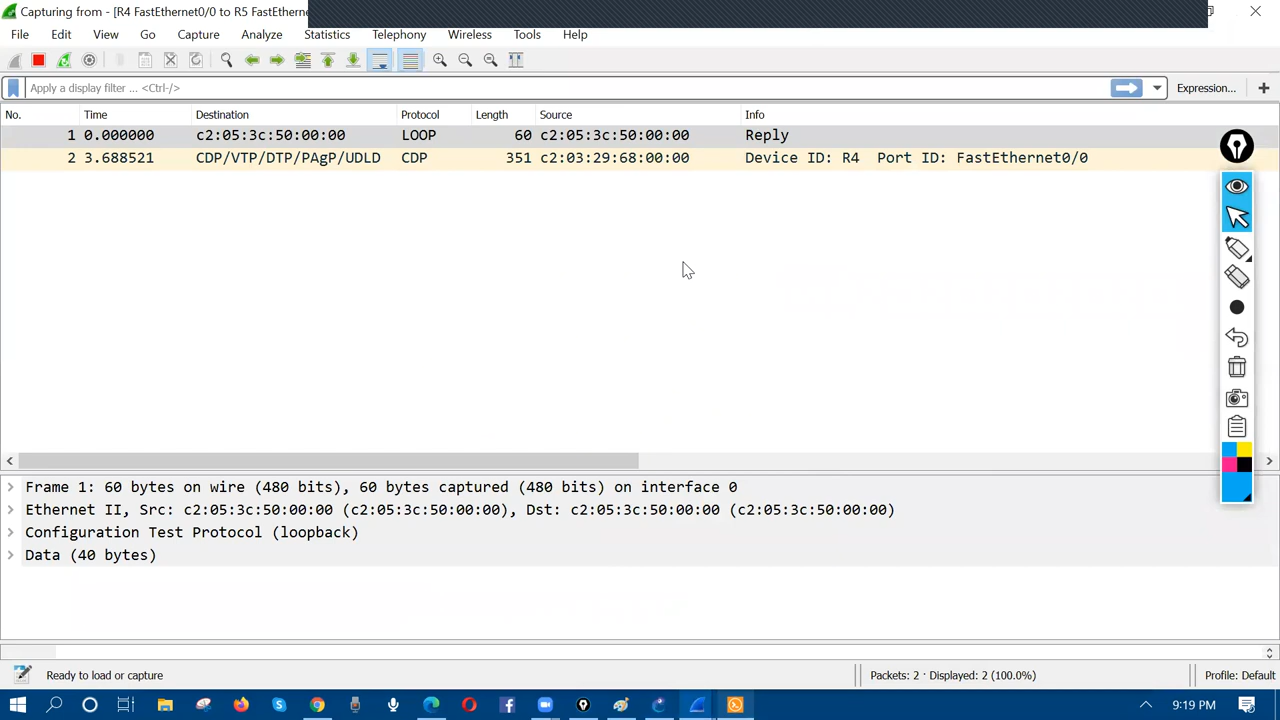 Capturing from - [R4 FastEthernet0/0 to R5 FastEtherne
File Edit View Go Capture Analyze Statistics Telephony Wireless Tools Help
Apply a display filter ... <Ctrl-/> Expression... +
No. Time Destination Protocol Length Source Info
1 0.000000 c2:05:3c:50:00:00 LOOP 60 c2:05:3c:50:00:00 Reply
2 3.688521 CDP/VTP/DTP/PAgP/UDLD CDP 351 c2:03:29:68:00:00 Device ID: R4 Port ID: FastEthernet0/0
Frame 1: 60 bytes on wire (480 bits), 60 bytes captured (480 bits) on interface 0
Ethernet II, Src: c2:05:3c:50:00:00 (c2:05:3c:50:00:00), Dst: c2:05:3c:50:00:00 (c2:05:3c:50:00:00)
Configuration Test Protocol (loopback)
Data (40 bytes)
Ready to load or capture Packets: 2 · Displayed: 2 (100.0%) Profile: Default
9:19 PM